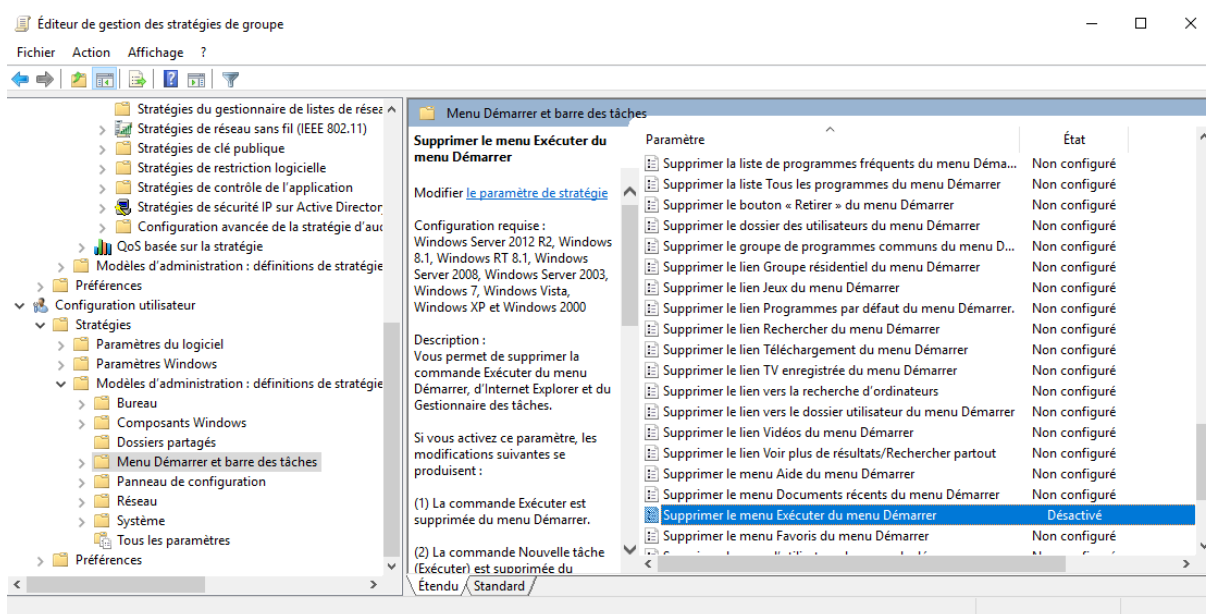 Éditeur de gestion des stratégies de groupe
Fichier Action Affichage ?
Stratégies du gestionnaire de listes de résea
Stratégies de réseau sans fil (IEEE 802.11)
Stratégies de clé publique
Stratégies de restriction logicielle
Stratégies de contrôle de l'application
Stratégies de sécurité IP sur Active Director
Configuration avancée de la stratégie d'aud
QoS basée sur la stratégie
Modèles d'administration : définitions de stratégie
Préférences
Configuration utilisateur
Stratégies
Paramètres du logiciel
Paramètres Windows
Modèles d'administration : définitions de stratégie
Bureau
Composants Windows
Dossiers partagés
Menu Démarrer et barre des tâches
Panneau de configuration
Réseau
Système
Tous les paramètres
Préférences
Menu Démarrer et barre des tâches
Supprimer le menu Exécuter du
menu Démarrer
Modifier le paramètre de stratégie
Configuration requise :
Windows Server 2012 R2, Windows
8.1, Windows RT 8.1, Windows
Server 2008, Windows Server 2003,
Windows 7, Windows Vista,
Windows XP et Windows 2000
Description :
Vous permet de supprimer la
commande Exécuter du menu
Démarrer, d'Internet Explorer et du
Gestionnaire des tâches.
Si vous activez ce paramètre, les
modifications suivantes se
produisent :
(1) La commande Exécuter est
supprimée du menu Démarrer.
(2) La commande Nouvelle tâche
(Exécuter) est supprimée du
Paramètre État
Supprimer la liste de programmes fréquents du menu Déma... Non configuré
Supprimer la liste Tous les programmes du menu Démarrer Non configuré
Supprimer le bouton « Retirer » du menu Démarrer Non configuré
Supprimer le dossier des utilisateurs du menu Démarrer Non configuré
Supprimer le groupe de programmes communs du menu D... Non configuré
Supprimer le lien Groupe résidentiel du menu Démarrer Non configuré
Supprimer le lien Jeux du menu Démarrer Non configuré
Supprimer le lien Programmes par défaut du menu Démarrer. Non configuré
Supprimer le lien Rechercher du menu Démarrer Non configuré
Supprimer le lien Téléchargement du menu Démarrer Non configuré
Supprimer le lien TV enregistrée du menu Démarrer Non configuré
Supprimer le lien vers la recherche d'ordinateurs Non configuré
Supprimer le lien vers le dossier utilisateur du menu Démarrer Non configuré
Supprimer le lien Vidéos du menu Démarrer Non configuré
Supprimer le lien Voir plus de résultats/Rechercher partout Non configuré
Supprimer le menu Aide du menu Démarrer Non configuré
Supprimer le menu Documents récents du menu Démarrer Non configuré
Supprimer le menu Exécuter du menu Démarrer Désactivé
Supprimer le menu Favoris du menu Démarrer Non configuré
Étendu Standard